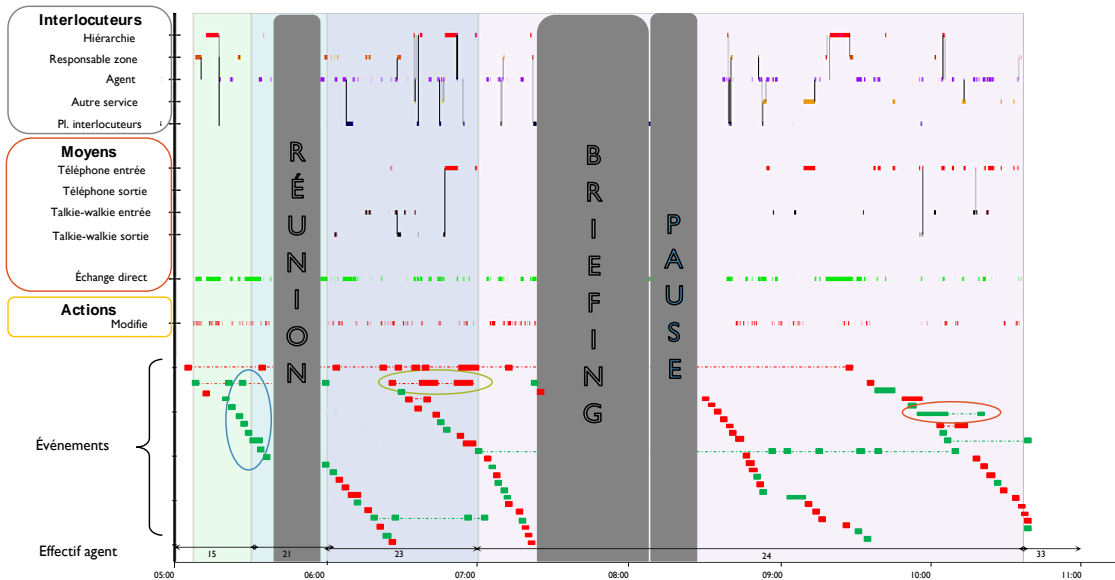 Interlocuteurs
Hiérarchie
Responsable zone
Agent
Autre service
Pl. interlocuteurs
Moyens
Téléphone entrée
Téléphone sortie
Talkie-walkie entrée
Talkie-walkie sortie
Échange direct
Actions
Modifie
RÉUNION
BRIEFING
PAUSE
Événements
Effectif agent
15 21 23 24 33
05:00 06:00 07:00 08:00 09:00 10:00 11:00